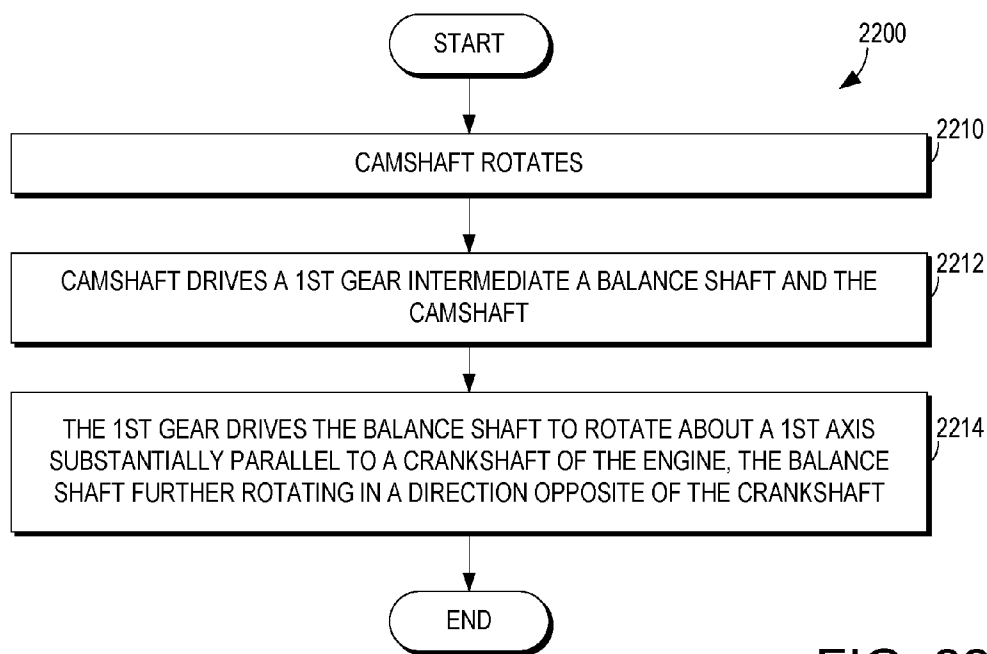 START
2200
2210
CAMSHAFT ROTATES
2212
CAMSHAFT DRIVES A 1ST GEAR INTERMEDIATE A BALANCE SHAFT AND THE
CAMSHAFT
2214
THE 1ST GEAR DRIVES THE BALANCE SHAFT TO ROTATE ABOUT A 1ST AXIS
SUBSTANTIALLY PARALLEL TO A CRANKSHAFT OF THE ENGINE, THE BALANCE
SHAFT FURTHER ROTATING IN A DIRECTION OPPOSITE OF THE CRANKSHAFT
END
FIG.